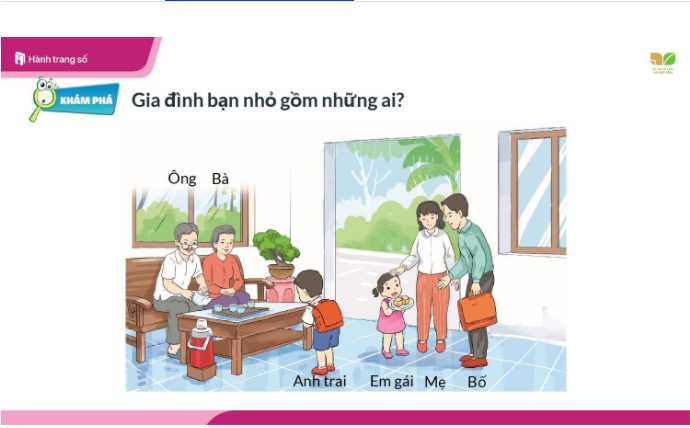 Hành trang số
KHÁM PHÁ
Gia đình bạn nhỏ gồm những ai?
Ông Bà
Anh trai Em gái Mẹ Bố